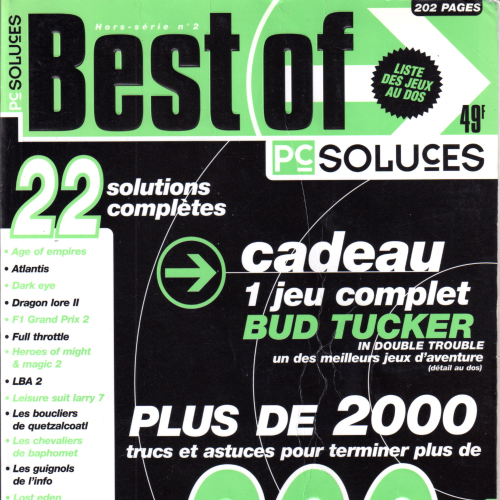 202 PAGES
PC SOLUCES
Hors-série n°2
Best of
LISTE
DES JEUX
AU DOS
49F
PC SOLUCES
22 solutions
complètes
cadeau
1 jeu complet
BUD TUCKER
IN DOUBLE TROUBLE
un des meilleurs jeux d'aventure
(détail au dos)
• Age of empires
• Atlantis
• Dark eye
• Dragon lore II
• F1 Grand Prix 2
• Full throttle
• Heroes of might
& magic 2
• LBA 2
• Leisure suit larry 7
• Les boucliers
de quetzalcoatl
• Les chevaliers
de baphomet
• Les guignols
de l'info
• Lost eden
PLUS DE 2000
trucs et astuces pour terminer plus de